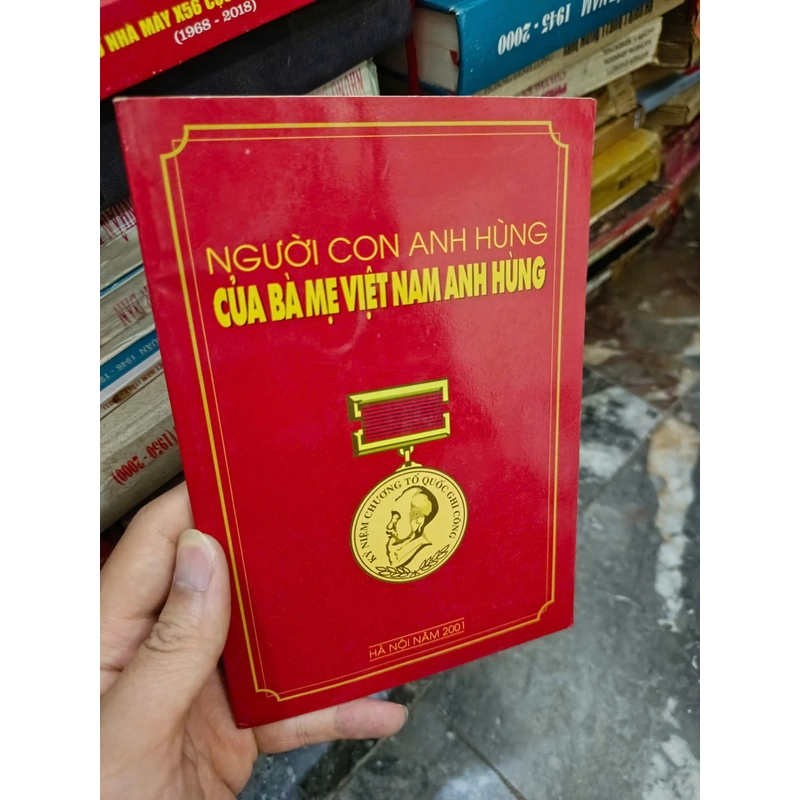 NHÀ MÁY X56
(1968 - 2018)
NAM 1945 - 2000
NGƯỜI CON ANH HÙNG
CỦA BÀ MẸ VIỆT NAM ANH HÙNG
KỶ NIỆM CHƯƠNG TỔ QUỐC GHI CÔNG
HÀ NỘI NĂM 2001
(1950 - 2000)